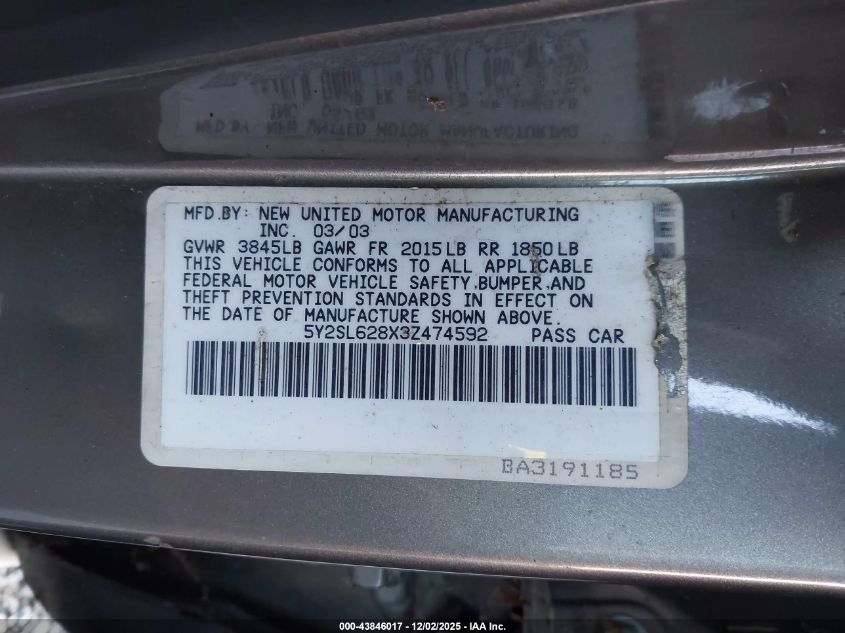 MFD.BY: NEW UNITED MOTOR MANUFACTURING
INC. 03/03
GVWR 3845LB GAWR FR 2015LB RR 1850LB
THIS VEHICLE CONFORMS TO ALL APPLICABLE
FEDERAL MOTOR VEHICLE SAFETY,BUMPER,AND
THEFT PREVENTION STANDARDS IN EFFECT ON
THE DATE OF MANUFACTURE SHOWN ABOVE.
5Y2SL628X3Z474592 PASS CAR
BA3191185
000-43846017 - 12/02/2025 - IAA Inc.